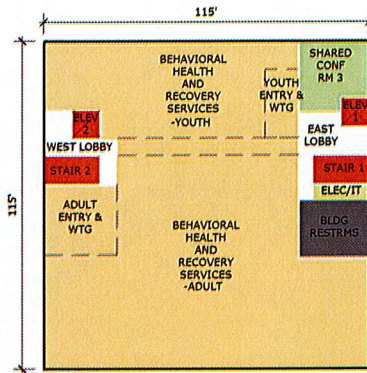 115'
BEHAVIORAL
HEALTH
AND
RECOVERY
SERVICES
-YOUTH
SHARED
CONF
RM 3
YOUTH
ENTRY &
WTG
ELEV
2
ELEV
1
WEST LOBBY
EAST
LOBBY
STAIR 2
STAIR 1
ELEC/IT
115'
ADULT
ENTRY &
WTG
BEHAVIORAL
HEALTH
AND
RECOVERY
SERVICES
-ADULT
BLDG
RESTRMS